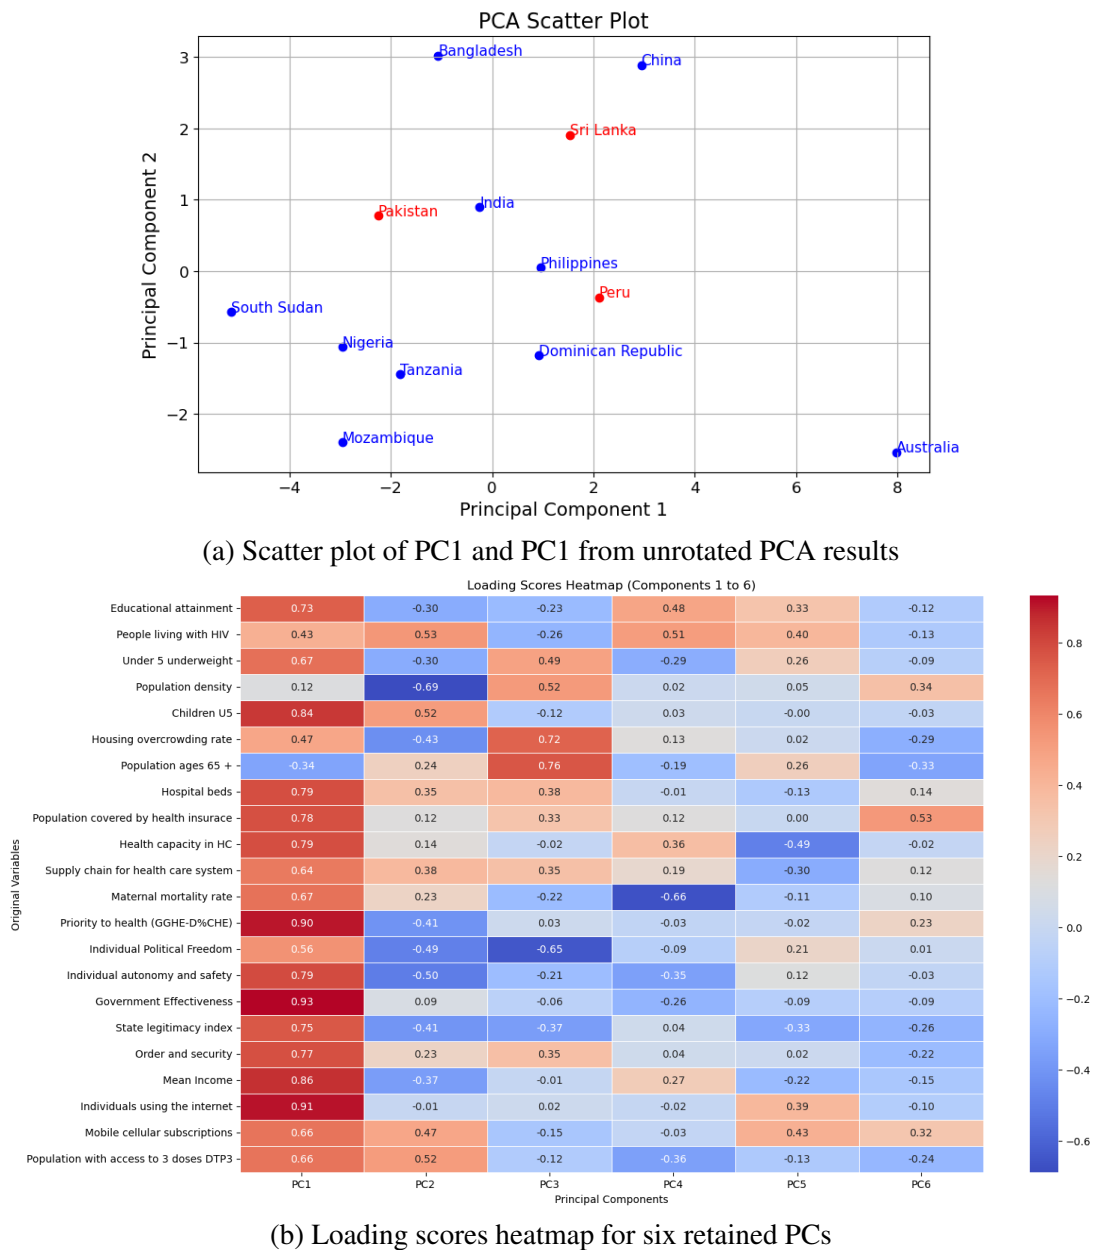 PCA Scatter Plot
Principal Component 2
3
2
1
0
−1
−2
Bangladesh
China
Sri Lanka
India
Pakistan
Philippines
Peru
South Sudan
Nigeria
Dominican Republic
Tanzania
Mozambique
Australia
−4 −2 0 2 4 6 8
Principal Component 1
(a) Scatter plot of PC1 and PC1 from unrotated PCA results
Loading Scores Heatmap (Components 1 to 6)
Original Variables
Educational attainment 0.73 -0.30 -0.23 0.48 0.33 -0.12
People living with HIV 0.43 0.53 -0.26 0.51 0.40 -0.13
Under 5 underweight 0.67 -0.30 0.49 -0.29 0.26 -0.09
Population density 0.12 -0.69 0.52 0.02 0.05 0.34
Children U5 0.84 0.52 -0.12 0.03 -0.00 -0.03
Housing overcrowding rate 0.47 -0.43 0.72 0.13 0.02 -0.29
Population ages 65 + -0.34 0.24 0.76 -0.19 0.26 -0.33
Hospital beds 0.79 0.35 0.38 -0.01 -0.13 0.14
Population covered by health insurace 0.78 0.12 0.33 0.12 0.00 0.53
Health capacity in HC 0.79 0.14 -0.02 0.36 -0.49 -0.02
Supply chain for health care system 0.64 0.38 0.35 0.19 -0.30 0.12
Maternal mortality rate 0.67 0.23 -0.22 -0.66 -0.11 0.10
Priority to health (GGHE-D%CHE) 0.90 -0.41 0.03 -0.03 -0.02 0.23
Individual Political Freedom 0.56 -0.49 -0.65 -0.09 0.21 0.01
Individual autonomy and safety 0.79 -0.50 -0.21 -0.35 0.12 -0.03
Government Effectiveness 0.93 0.09 -0.06 -0.26 -0.09 -0.09
State legitimacy index 0.75 -0.41 -0.37 0.04 -0.33 -0.26
Order and security 0.77 0.23 0.35 0.04 0.02 -0.22
Mean Income 0.86 -0.37 -0.01 0.27 -0.22 -0.15
Individuals using the internet 0.91 -0.01 0.02 -0.02 0.39 -0.10
Mobile cellular subscriptions 0.66 0.47 -0.15 -0.03 0.43 0.32
Population with access to 3 doses DTP3 0.66 0.52 -0.12 -0.36 -0.13 -0.24
PC1 PC2 PC3 PC4 PC5 PC6
Principal Components
0.8
0.6
0.4
0.2
0.0
−0.2
−0.4
−0.6
(b) Loading scores heatmap for six retained PCs